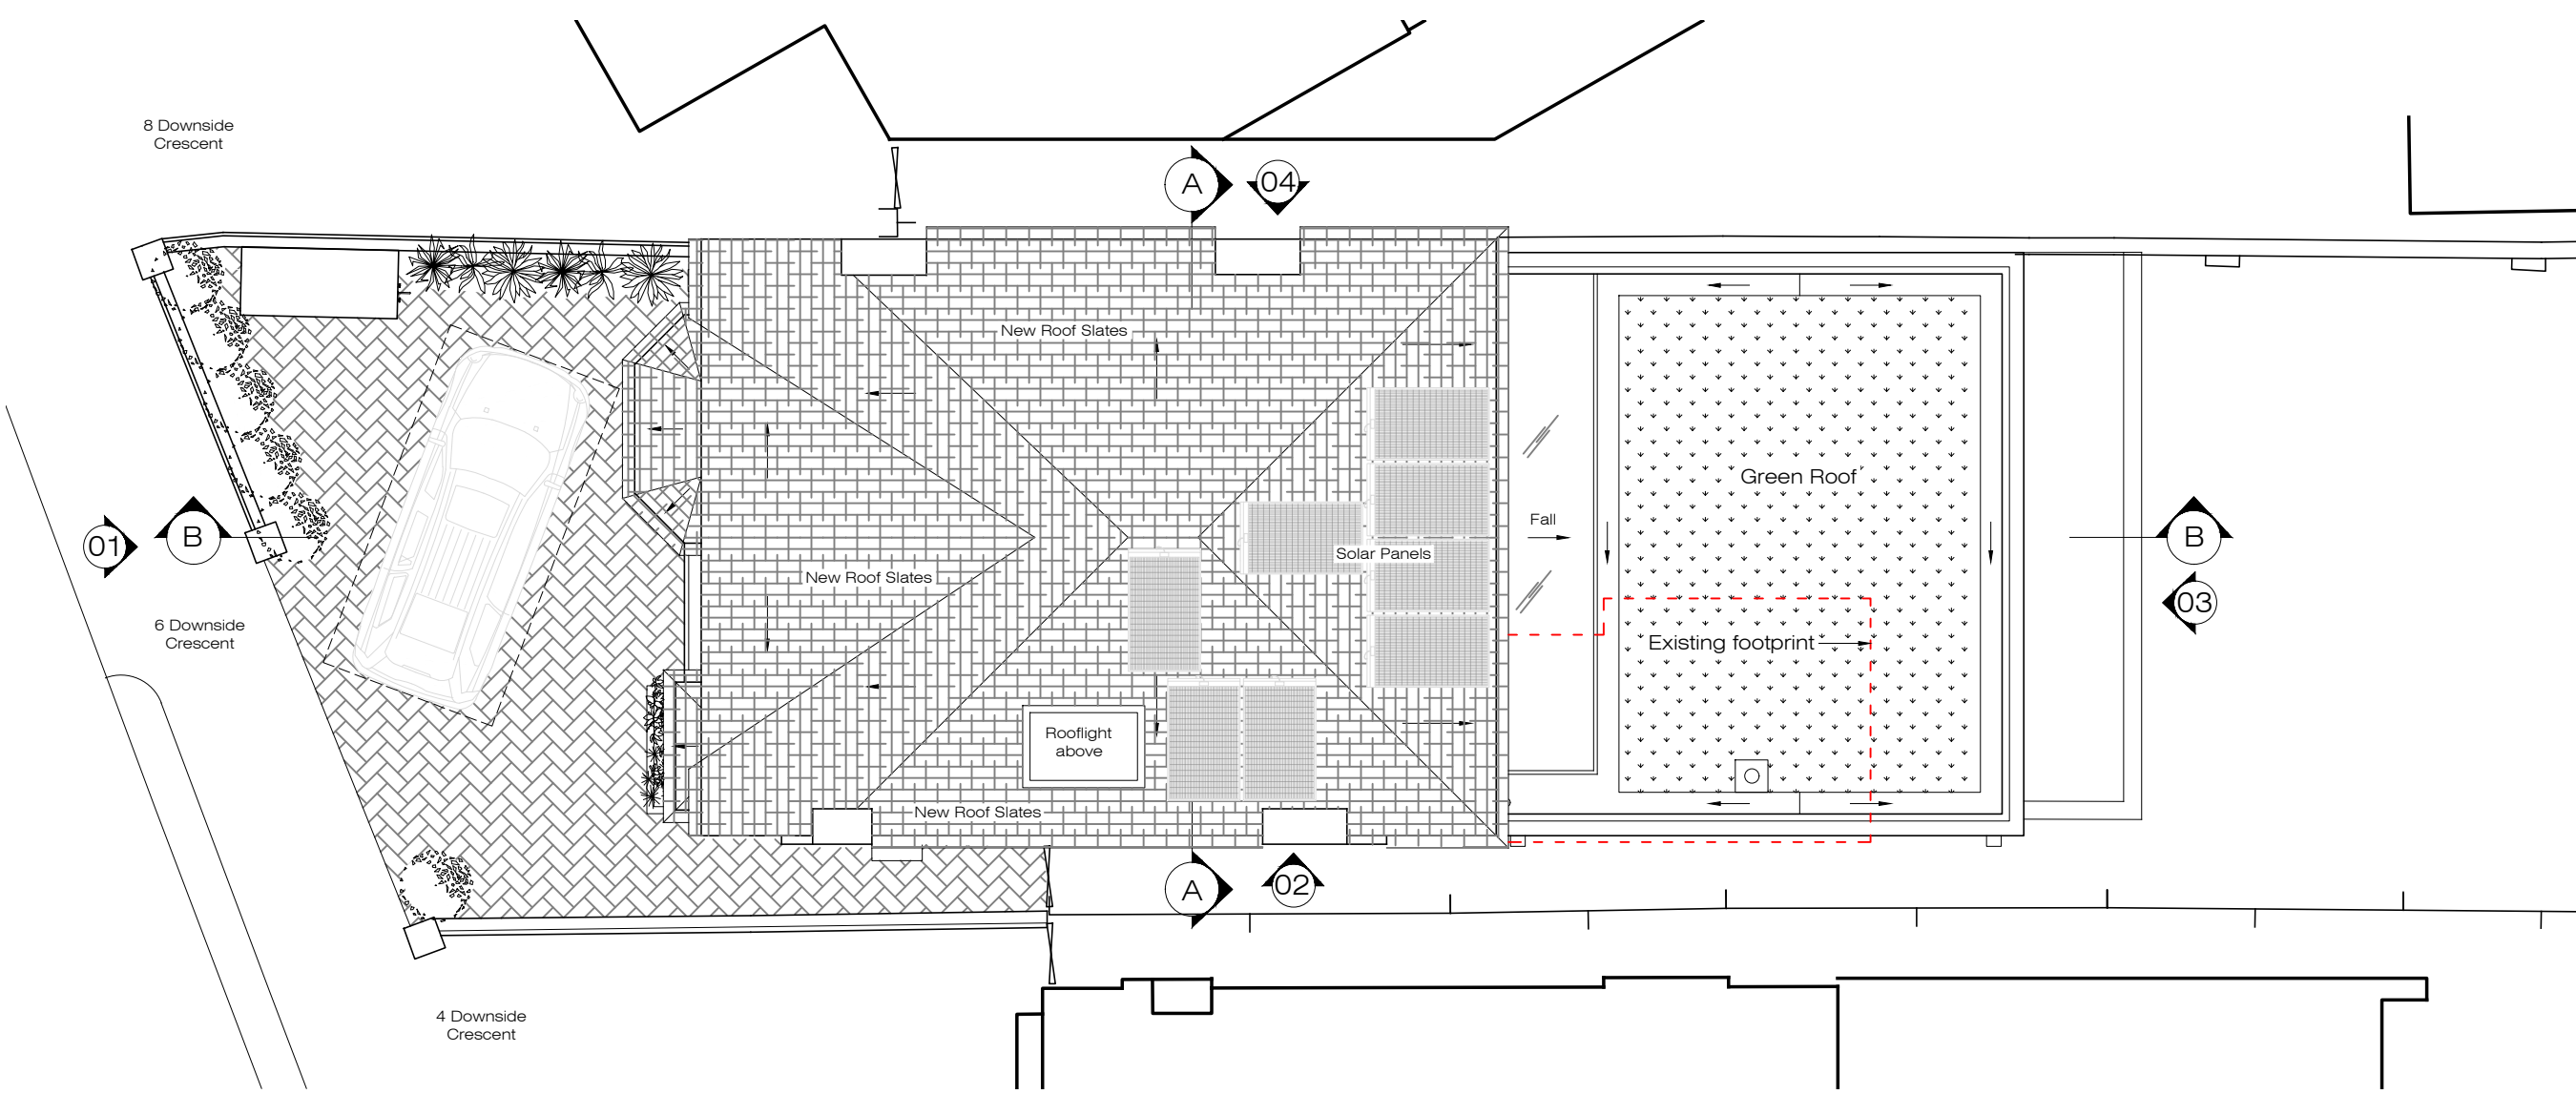 8 Downside
Crescent
A
04
New Roof Slates
Green Roof
Fall
01
B
B
Solar Panels
New Roof Slates
03
6 Downside
Crescent
Existing footprint
Rooflight
above
New Roof Slates
A
02
4 Downside
Crescent